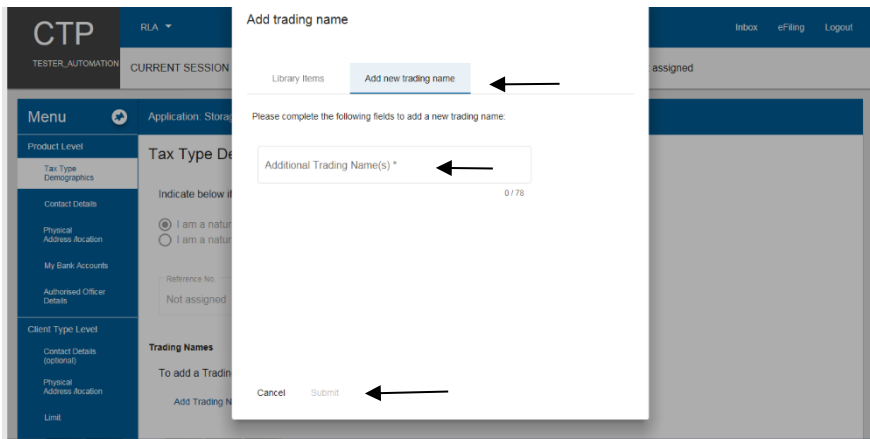 CTP
TESTER_AUTOMATION
RLA
Inbox eFiling Logout
CURRENT SESSION
assigned
Menu
Product Level
Tax Type
Demographics
Contact Details
Physical
Address /location
My Bank Accounts
Authorised Officer
Details
Client Type Level
Contact Details
(optional)
Physical
Address /location
Limit
Application: Storag
Tax Type De
Indicate below if
I am a natur
I am a natur
Reference No.
Not assigned
Trading Names
To add a Tradin
Add Trading N
Add trading name
Library Items Add new trading name
Please complete the following fields to add a new trading name:
Additional Trading Name(s) *
0 / 78
Cancel Submit